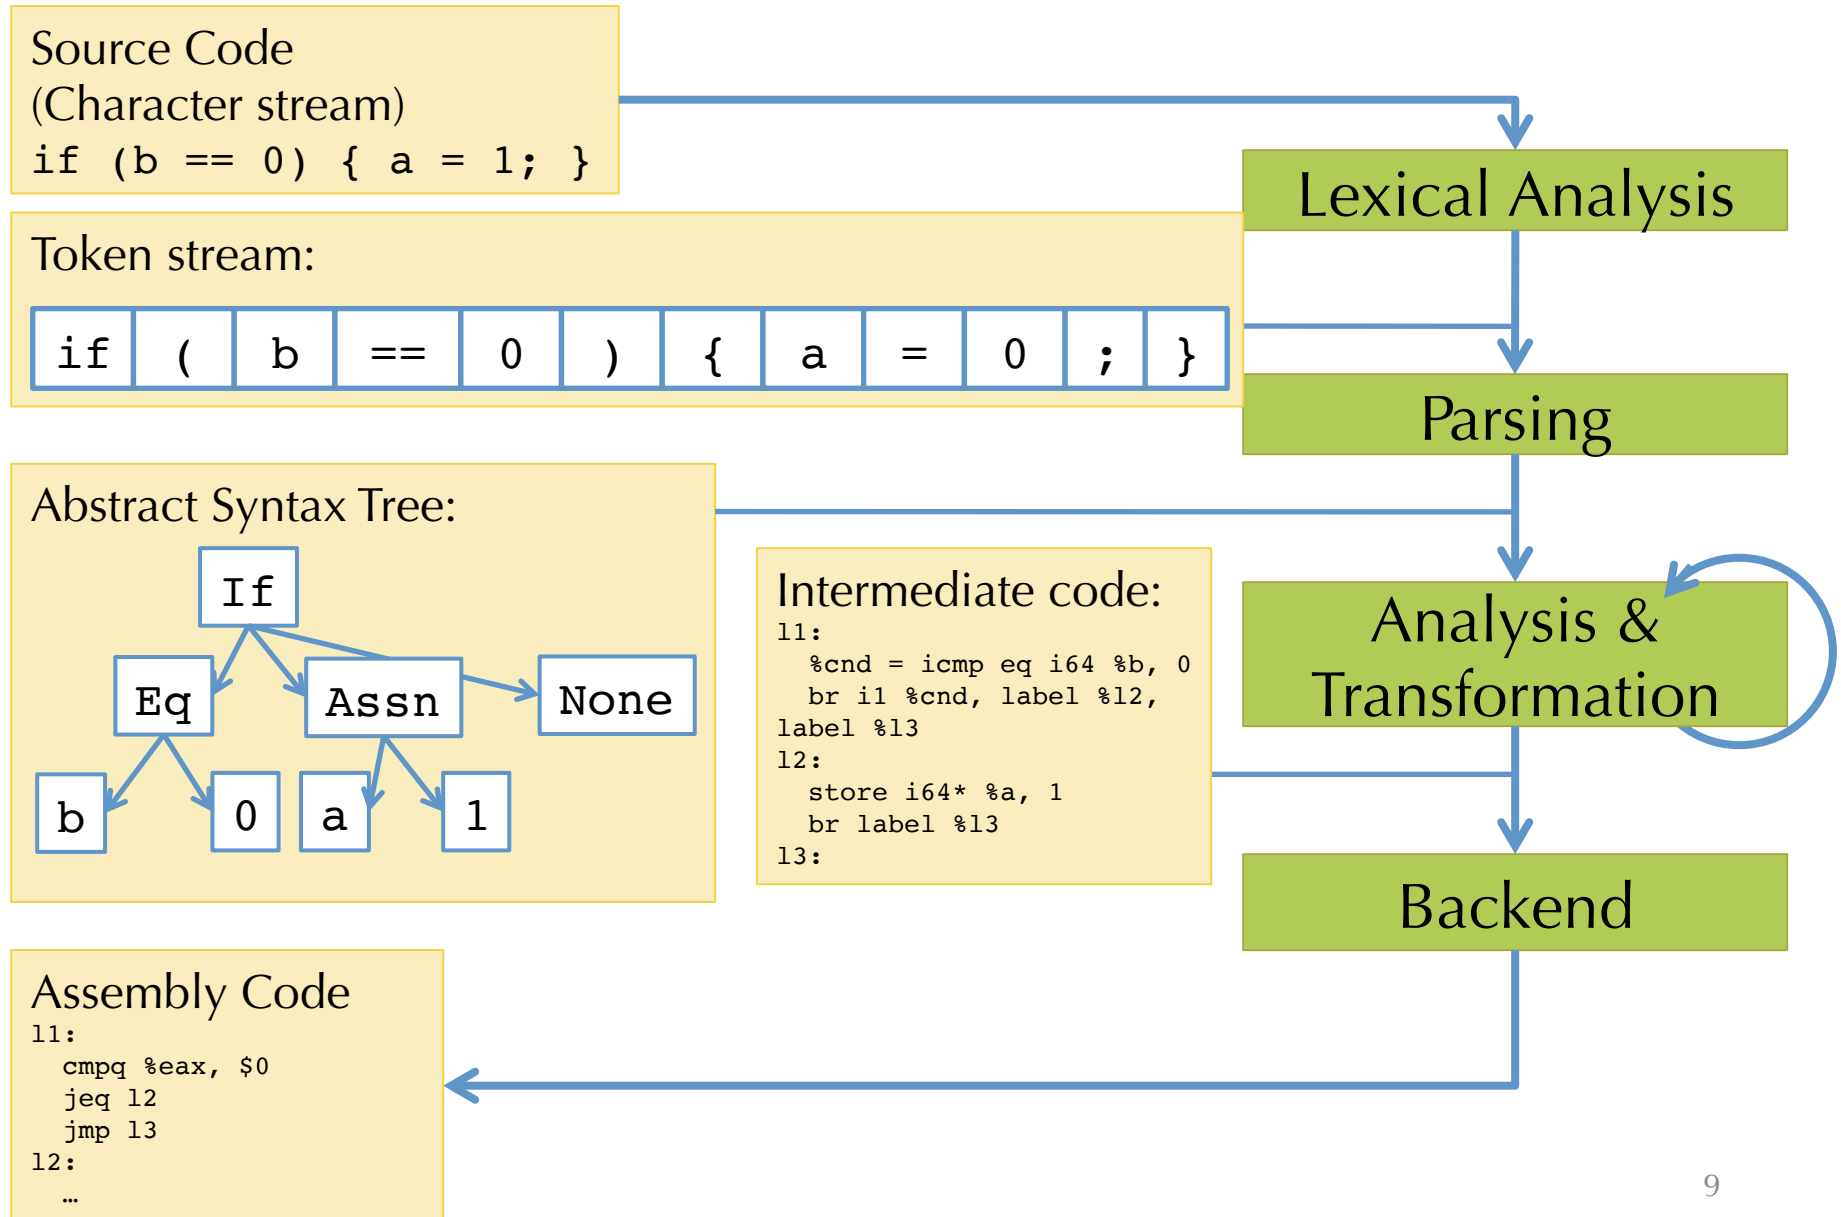 Source Code
(Character stream)
if (b == 0) { a = 1; }
Lexical Analysis
Token stream:
if ( b == 0 ) { a = 0 ; }
Parsing
Abstract Syntax Tree:
If
Eq Assn None
b 0 a 1
Intermediate code:
l1:
%cnd = icmp eq i64 %b, 0
br i1 %cnd, label %l2,
label %l3
l2:
store i64* %a, 1
br label %l3
l3:
Analysis &
Transformation
Backend
Assembly Code
l1:
cmpq %eax, $0
jeq l2
jmp l3
l2:
…
9